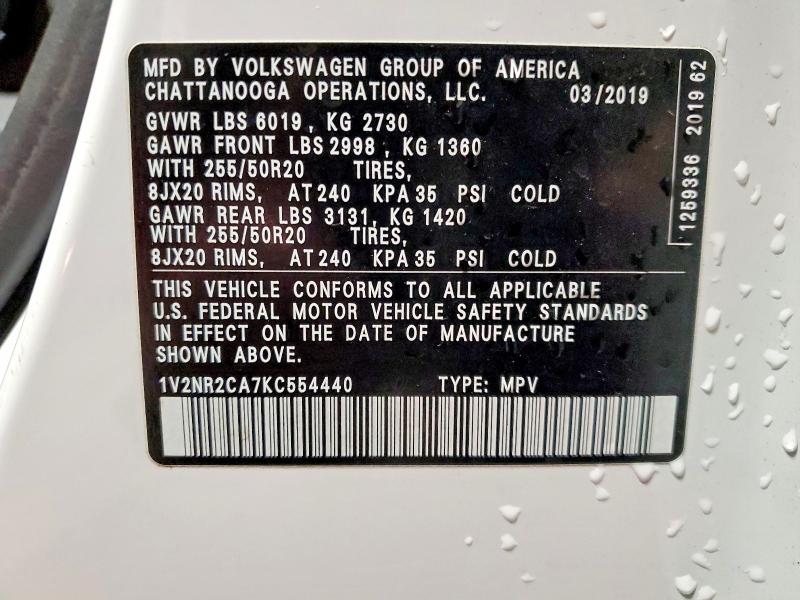 MFD BY VOLKSWAGEN GROUP OF AMERICA
CHATTANOOGA OPERATIONS, LLC. 03/2019
GVWR LBS 6019, KG 2730
GAWR FRONT LBS 2998, KG 1360
WITH 255/50R20 TIRES,
8JX20 RIMS, AT 240 KPA 35 PSI COLD
GAWR REAR LBS 3131, KG 1420
WITH 255/50R20 TIRES,
8JX20 RIMS, AT 240 KPA 35 PSI COLD
THIS VEHICLE CONFORMS TO ALL APPLICABLE
U.S. FEDERAL MOTOR VEHICLE SAFETY STANDARDS
IN EFFECT ON THE DATE OF MANUFACTURE
SHOWN ABOVE.
1V2NR2CA7KC554440 TYPE: MPV
1259336 2019 62